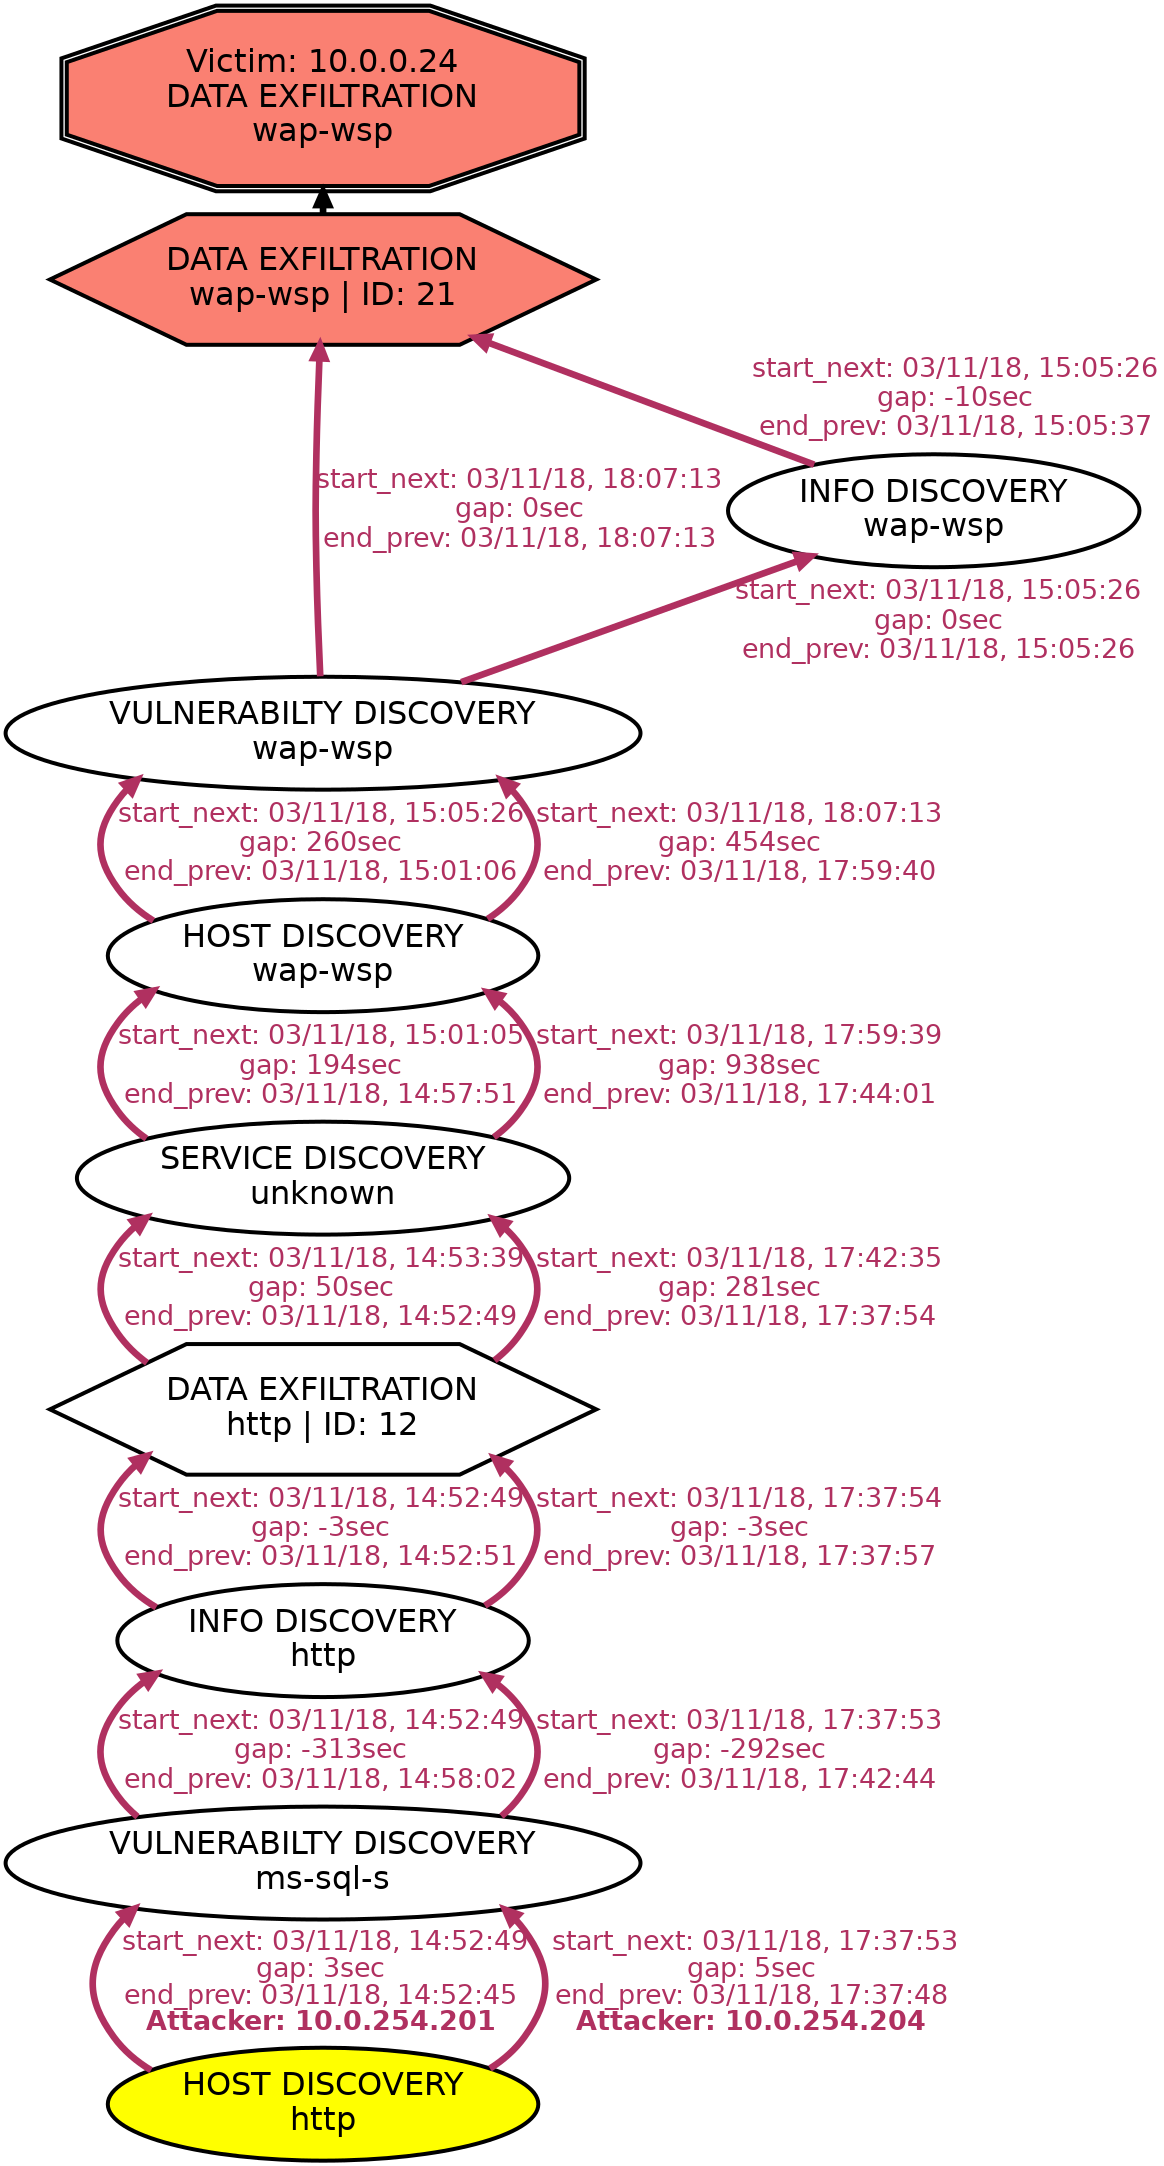 Victim: 10.0.0.24
DATA EXFILTRATION
wap-wsp
DATA EXFILTRATION
wap-wsp | ID: 21
start_next: 03/11/18, 15:05:26
gap: -10sec
end_prev: 03/11/18, 15:05:37
start_next: 03/11/18, 18:07:13
gap: 0sec
end_prev: 03/11/18, 18:07:13
INFO DISCOVERY
wap-wsp
start_next: 03/11/18, 15:05:26
gap: 0sec
end_prev: 03/11/18, 15:05:26
VULNERABILTY DISCOVERY
wap-wsp
start_next: 03/11/18, 15:05:26
gap: 260sec
end_prev: 03/11/18, 15:01:06
start_next: 03/11/18, 18:07:13
gap: 454sec
end_prev: 03/11/18, 17:59:40
HOST DISCOVERY
wap-wsp
start_next: 03/11/18, 15:01:05
gap: 194sec
end_prev: 03/11/18, 14:57:51
start_next: 03/11/18, 17:59:39
gap: 938sec
end_prev: 03/11/18, 17:44:01
SERVICE DISCOVERY
unknown
start_next: 03/11/18, 14:53:39
gap: 50sec
end_prev: 03/11/18, 14:52:49
start_next: 03/11/18, 17:42:35
gap: 281sec
end_prev: 03/11/18, 17:37:54
DATA EXFILTRATION
http | ID: 12
start_next: 03/11/18, 14:52:49
gap: -3sec
end_prev: 03/11/18, 14:52:51
start_next: 03/11/18, 17:37:54
gap: -3sec
end_prev: 03/11/18, 17:37:57
INFO DISCOVERY
http
start_next: 03/11/18, 14:52:49
gap: -313sec
end_prev: 03/11/18, 14:58:02
start_next: 03/11/18, 17:37:53
gap: -292sec
end_prev: 03/11/18, 17:42:44
VULNERABILTY DISCOVERY
ms-sql-s
start_next: 03/11/18, 14:52:49
gap: 3sec
end_prev: 03/11/18, 14:52:45
Attacker: 10.0.254.201
start_next: 03/11/18, 17:37:53
gap: 5sec
end_prev: 03/11/18, 17:37:48
Attacker: 10.0.254.204
HOST DISCOVERY
http